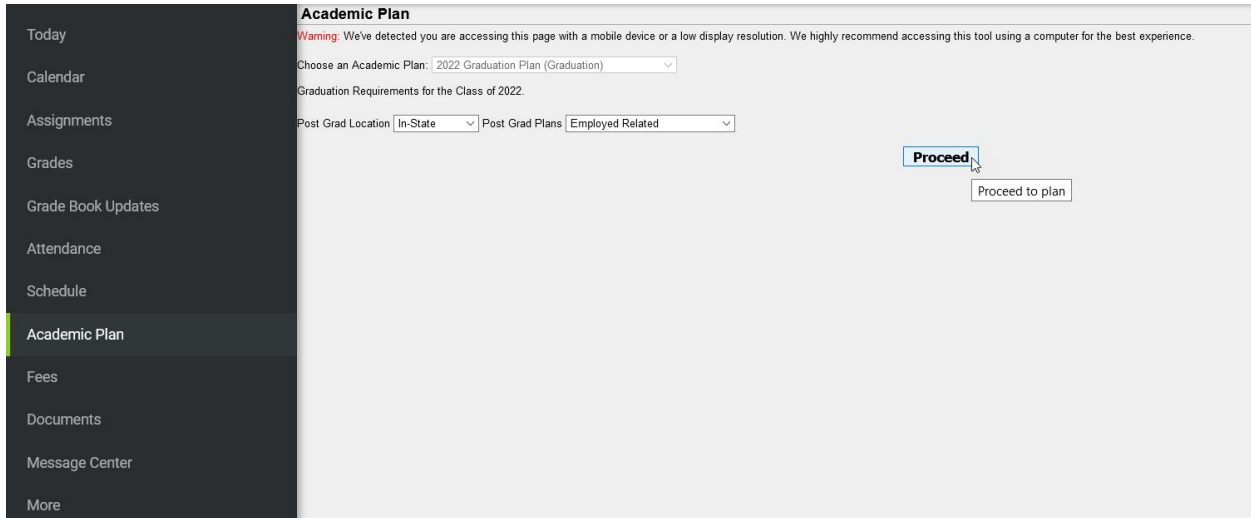 Today
Calendar
Assignments
Grades
Grade Book Updates
Attendance
Schedule
Academic Plan
Fees
Documents
Message Center
More
Academic Plan
Warning: We've detected you are accessing this page with a mobile device or a low display resolution. We highly recommend accessing this tool using a computer for the best experience.
Choose an Academic Plan: 2022 Graduation Plan (Graduation)
Graduation Requirements for the Class of 2022.
Post Grad Location In-State Post Grad Plans Employed Related
Proceed
Proceed to plan